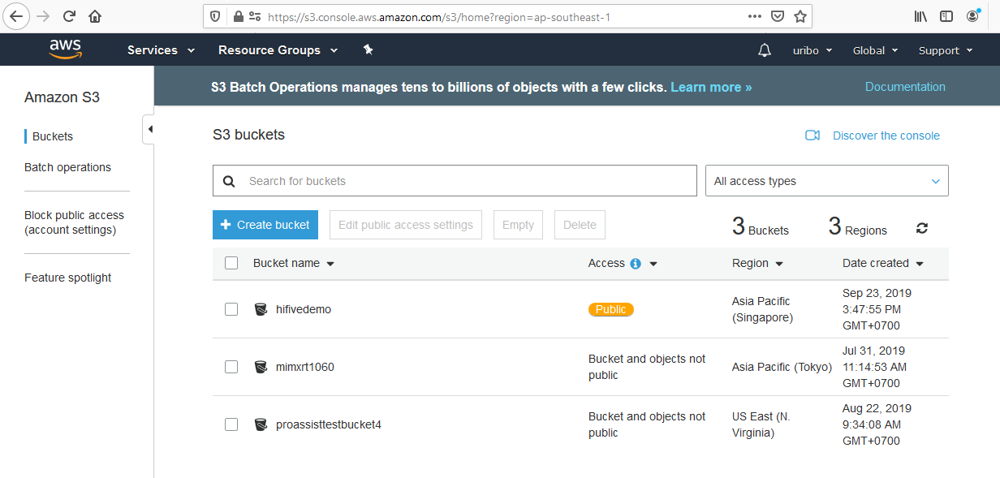 https://s3.console.aws.amazon.com/s3/home?region=ap-southeast-1
aws
Services
Resource Groups
uribo
Global
Support
Amazon S3
Buckets
Batch operations
Block public access
(account settings)
Feature spotlight
S3 Batch Operations manages tens to billions of objects with a few clicks. Learn more »
Documentation
S3 buckets
Discover the console
Search for buckets
All access types
Create bucket
Edit public access settings
Empty
Delete
3 Buckets
3 Regions
Bucket name
Access
Region
Date created
hifivedemo
Public
Asia Pacific
(Singapore)
Sep 23, 2019
3:47:55 PM
GMT+0700
mimxrt1060
Bucket and objects not
public
Asia Pacific (Tokyo)
Jul 31, 2019
11:14:53 AM
GMT+0700
proassisttestbucket4
Bucket and objects not
public
US East (N.
Virginia)
Aug 22, 2019
9:34:08 AM
GMT+0700